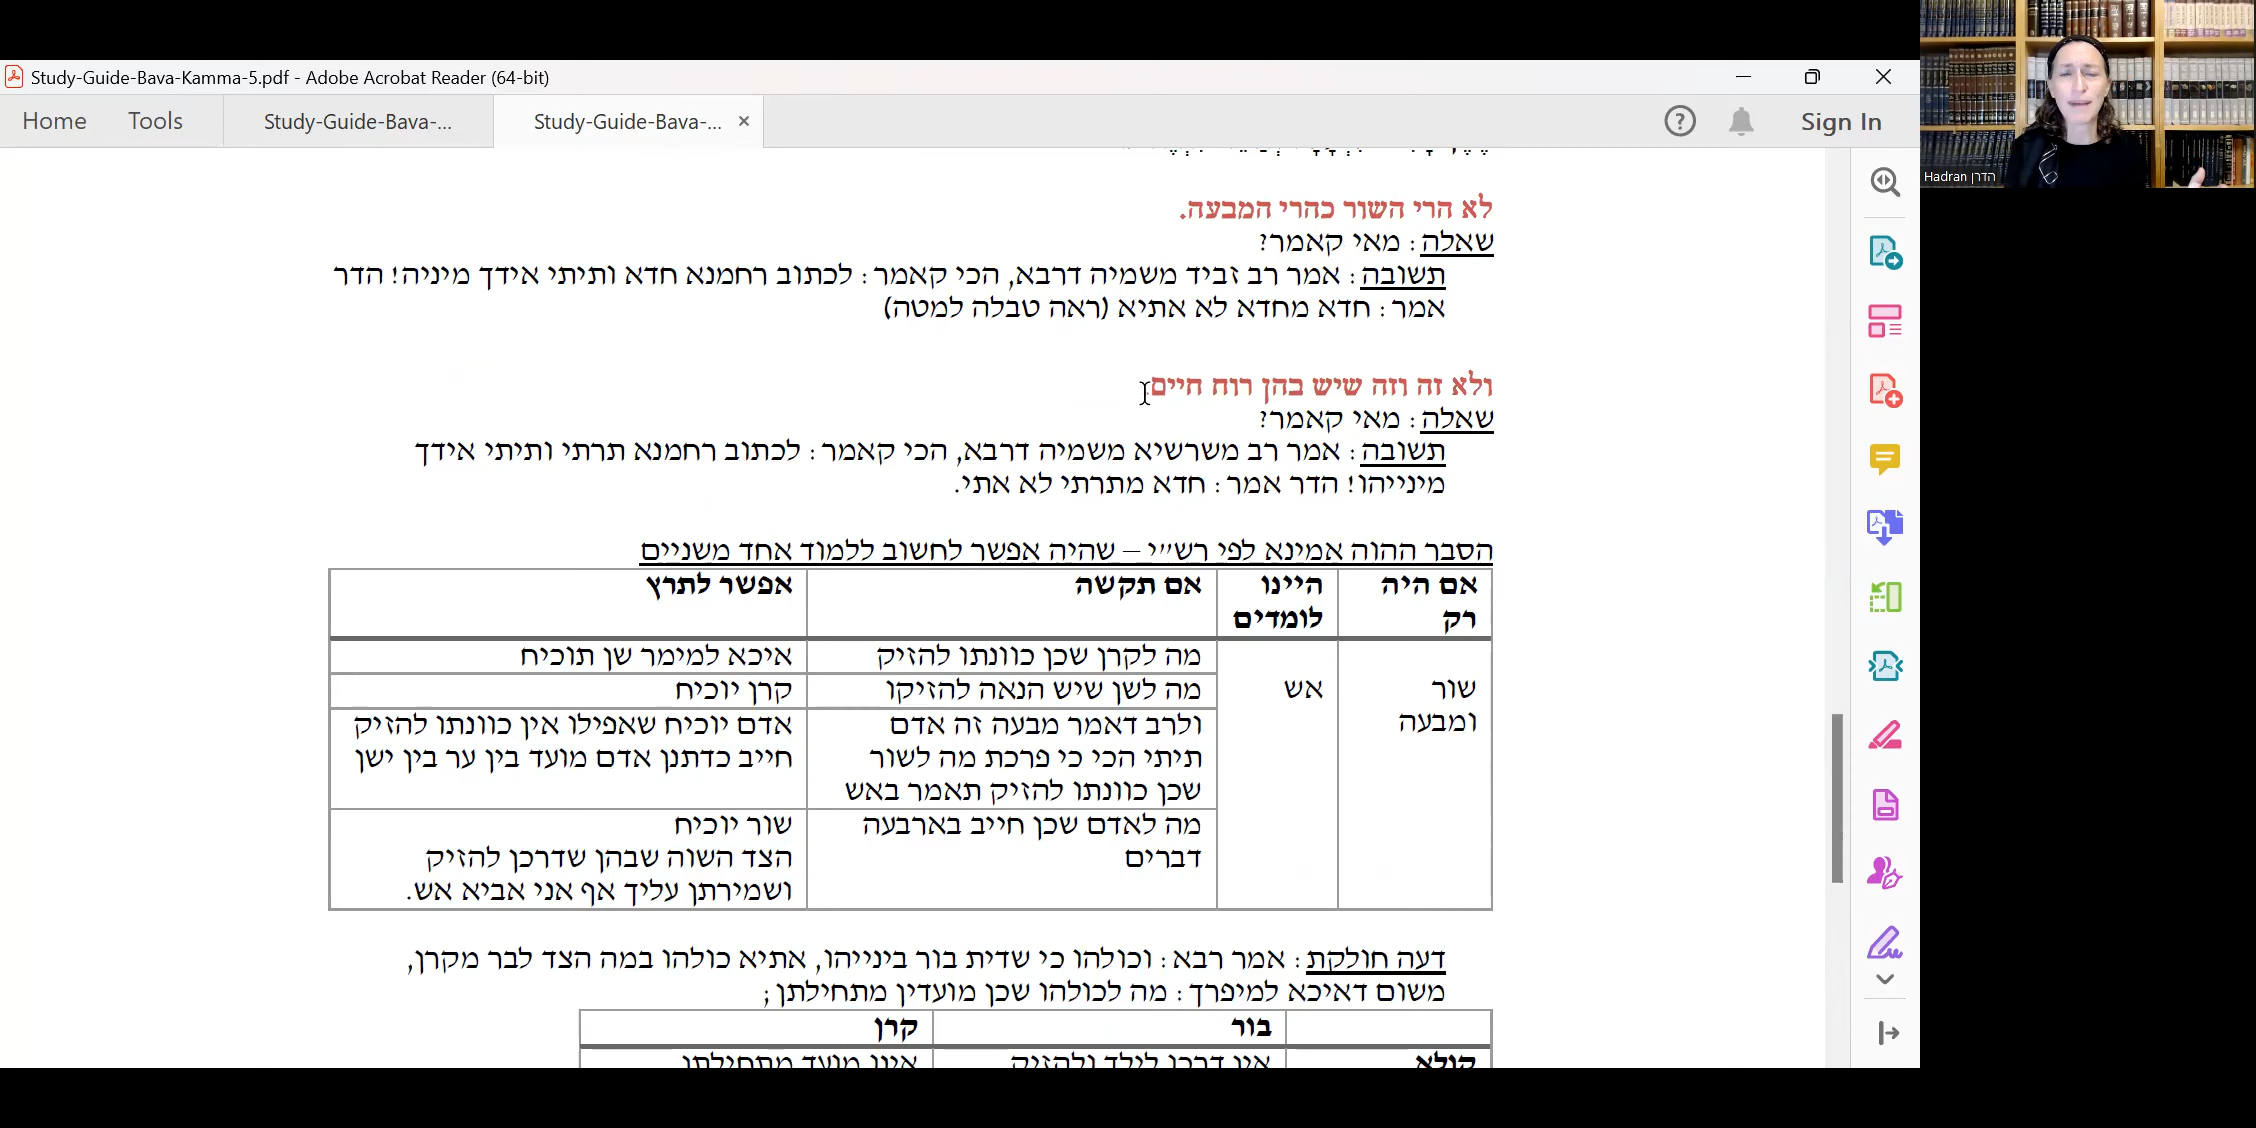 Study-Guide-Bava-Kamma-5.pdf - Adobe Acrobat Reader (64-bit)
Home Tools Study-Guide-Bava-... Study-Guide-Bava-... × Sign In
Hadran הדרן
לא הרי השור כהרי המבעה.
שאלה: מאי קאמר?
תשובה: אמר רב זביד משמיה דרבא, הכי קאמר: לכתוב רחמנא חדא ותיתי אידך מיניה! הדר
אמר: חדא מחדא לא אתיא (ראה טבלה למטה)
ולא זה וזה שיש בהן רוח חיים
שאלה: מאי קאמר?
תשובה: אמר רב משרשיא משמיה דרבא, הכי קאמר: לכתוב רחמנא תרתי ותיתי אידך
מינייהו! הדר אמר: חדא מתרתי לא אתי.
הסבר ההוה אמינא לפי רש״י – שהיה אפשר לחשוב ללמוד אחד משניים
אם היה רק
היינו לומדים
אם תקשה
אפשר לתרץ
שור
ומבעה
אש
מה לקרן שכן כוונתו להזיק
איכא למימר שן תוכיח
מה לשן שיש הנאה להזיקו
קרן יוכיח
ולרב דאמר מבעה זה אדם
תיתי הכי כי פרכת מה לשור
שכן כוונתו להזיק תאמר באש
אדם יוכיח שאפילו אין כוונתו להזיק
חייב כדתנן אדם מועד בין ער בין ישן
מה לאדם שכן חייב בארבעה
דברים
שור יוכיח
הצד השוה שבהן שדרכן להזיק
ושמירתן עליך אף אני אביא אש.
דעה חולקת: אמר רבא: וכולהו כי שדית בור בינייהו, אתיא כולהו במה הצד לבר מקרן,
משום דאיכא למיפרך: מה לכולהו שכן מועדין מתחילתן;
בור קרן
קולא אין דרכו לילך ולהזיק אינו מועד מתחילתו